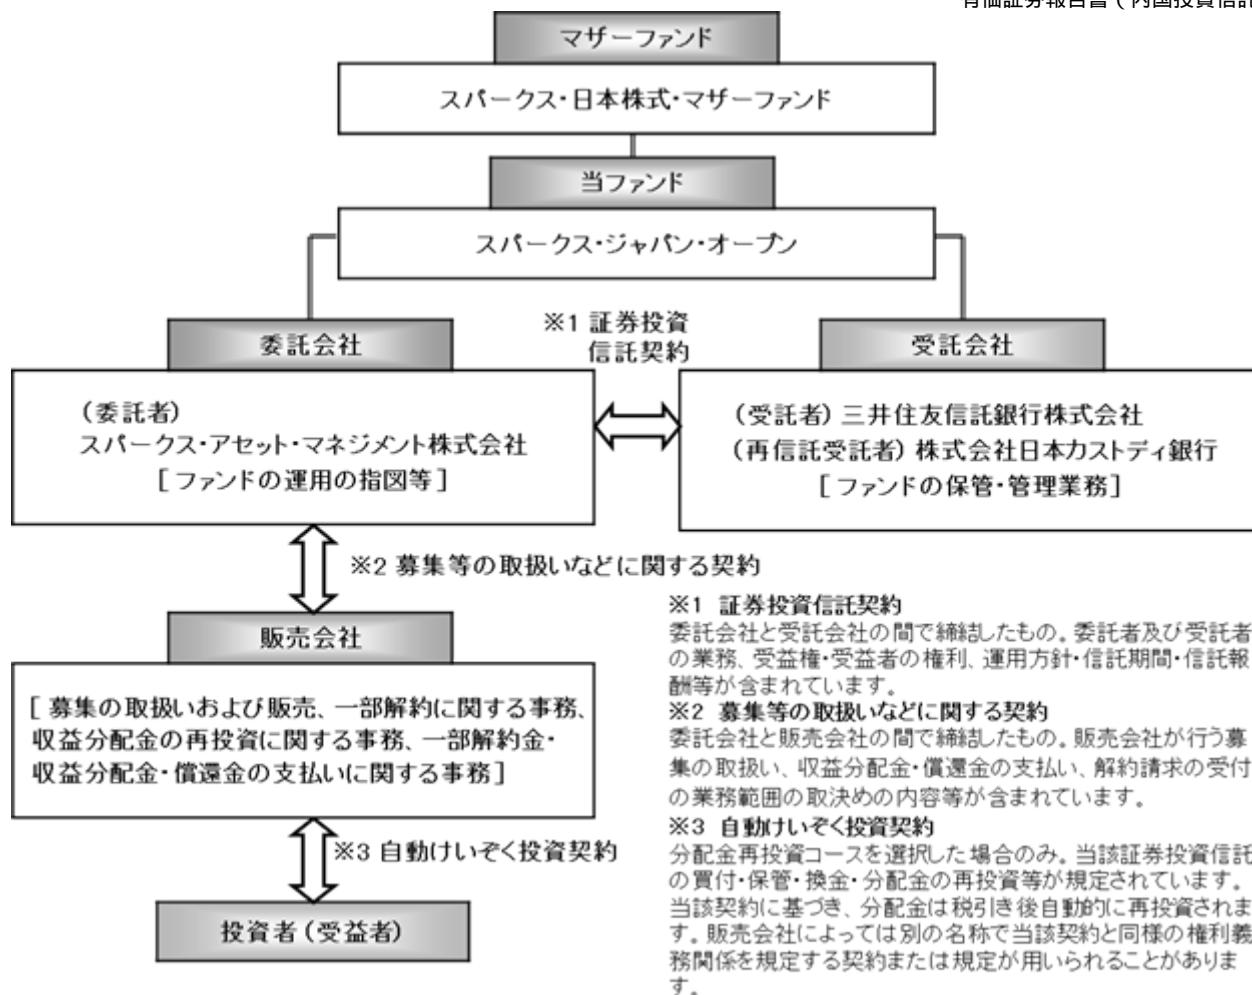 有価証券報告書(内国投資信託
マザーファンド
スパークス・日本株式・マザーファンド
当ファンド
スパークス・ジャパン・オープン
委託会社
※1 証券投資
信託契約
受託会社
(委託者)
スパークス・アセット・マネジメント株式会社
[ファンドの運用の指図等]
(受託者) 三井住友信託銀行株式会社
(再信託受託者) 株式会社日本カストディ銀行
[ファンドの保管・管理業務]
※2 募集等の取扱いなどに関する契約
販売会社
[ 募集の取扱いおよび販売、一部解約に関する事務、
収益分配金の再投資に関する事務、一部解約金・
収益分配金・償還金の支払いに関する事務]
※3 自動けいぞく投資契約
投資者(受益者)
※1 証券投資信託契約
委託会社と受託会社の間で締結したもの。委託者及び受託者
の業務、受益権・受益者の権利、運用方針・信託期間・信託報
酬等が含まれています。
※2 募集等の取扱いなどに関する契約
委託会社と販売会社の間で締結したもの。販売会社が行う募
集の取扱い、収益分配金・償還金の支払い、解約請求の受付
の業務範囲の取決めの内容等が含まれています。
※3 自動けいぞく投資契約
分配金再投資コースを選択した場合のみ。当該証券投資信託
の買付・保管・換金・分配金の再投資等が規定されています。
当該契約に基づき、分配金は税引き後自動的に再投資されま
す。販売会社によっては別の名称で当該契約と同様の権利義
務関係を規定する契約または規定が用いられることがありま
す。